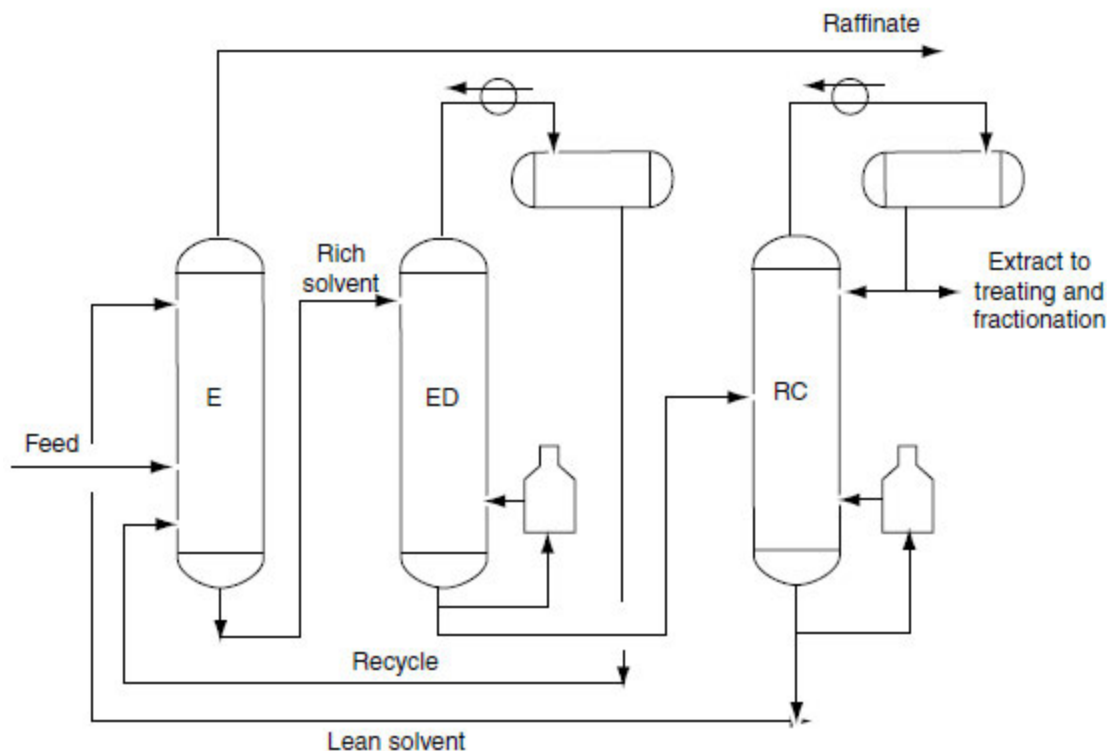 Raffinate
Rich
solvent
Extract to
treating and
fractionation
E
ED
RC
Feed
Recycle
Lean solvent